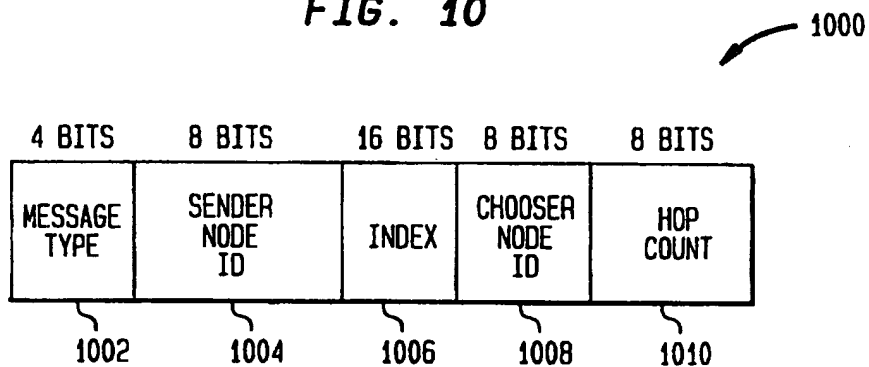 FIG. 10
1000
4 BITS 8 BITS 16 BITS 8 BITS 8 BITS
MESSAGE TYPE
SENDER NODE ID
INDEX
CHOOSER NODE ID
HOP COUNT
1002 1004 1006 1008 1010